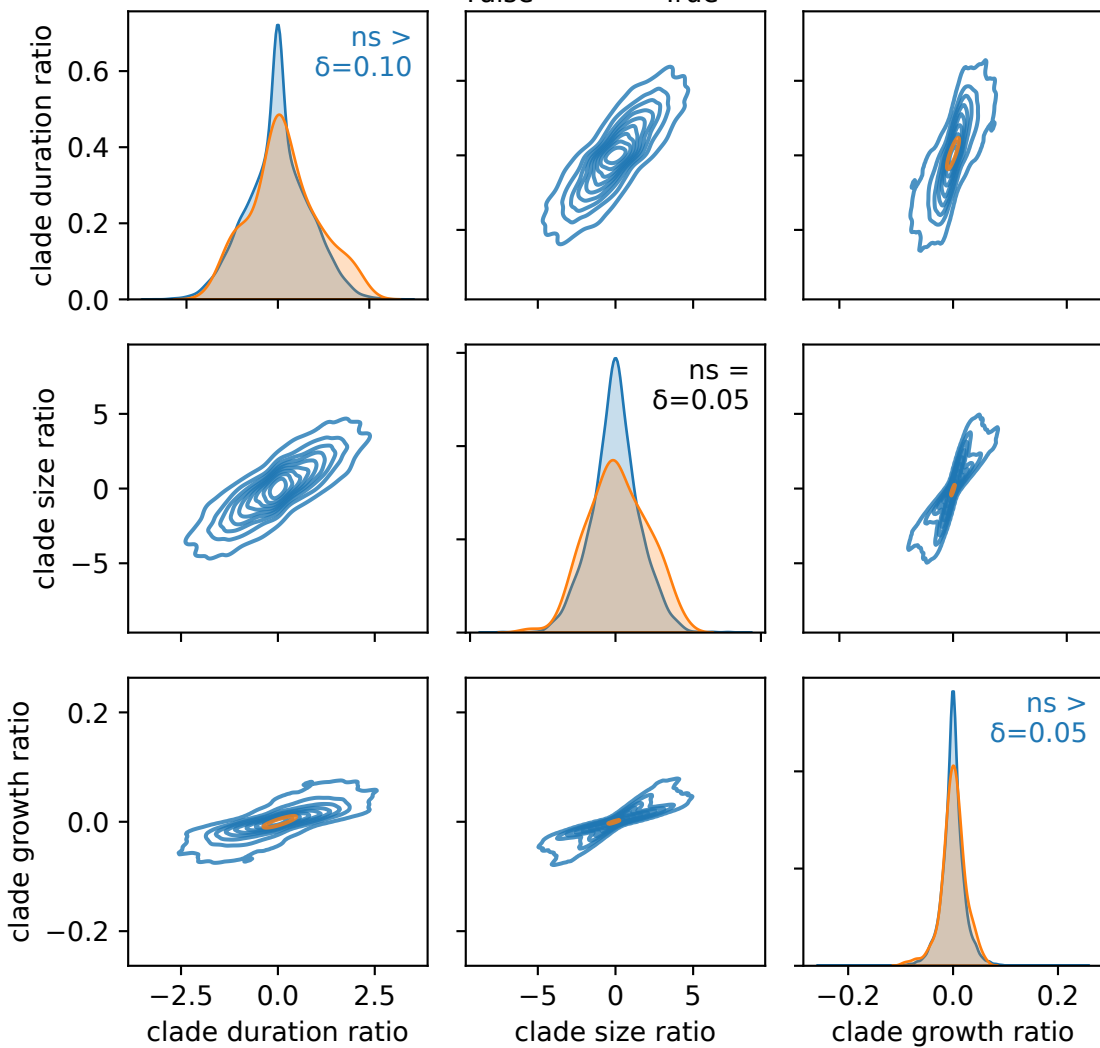 clade duration ratio
0.6
0.4
0.2
0.0
ns >
δ=0.10
clade size ratio
5
0
−5
ns =
δ=0.05
clade growth ratio
0.2
0.0
−0.2
ns >
δ=0.05
−2.5 0.0 2.5
−5 0 5
−0.2 0.0 0.2
clade duration ratio
clade size ratio
clade growth ratio